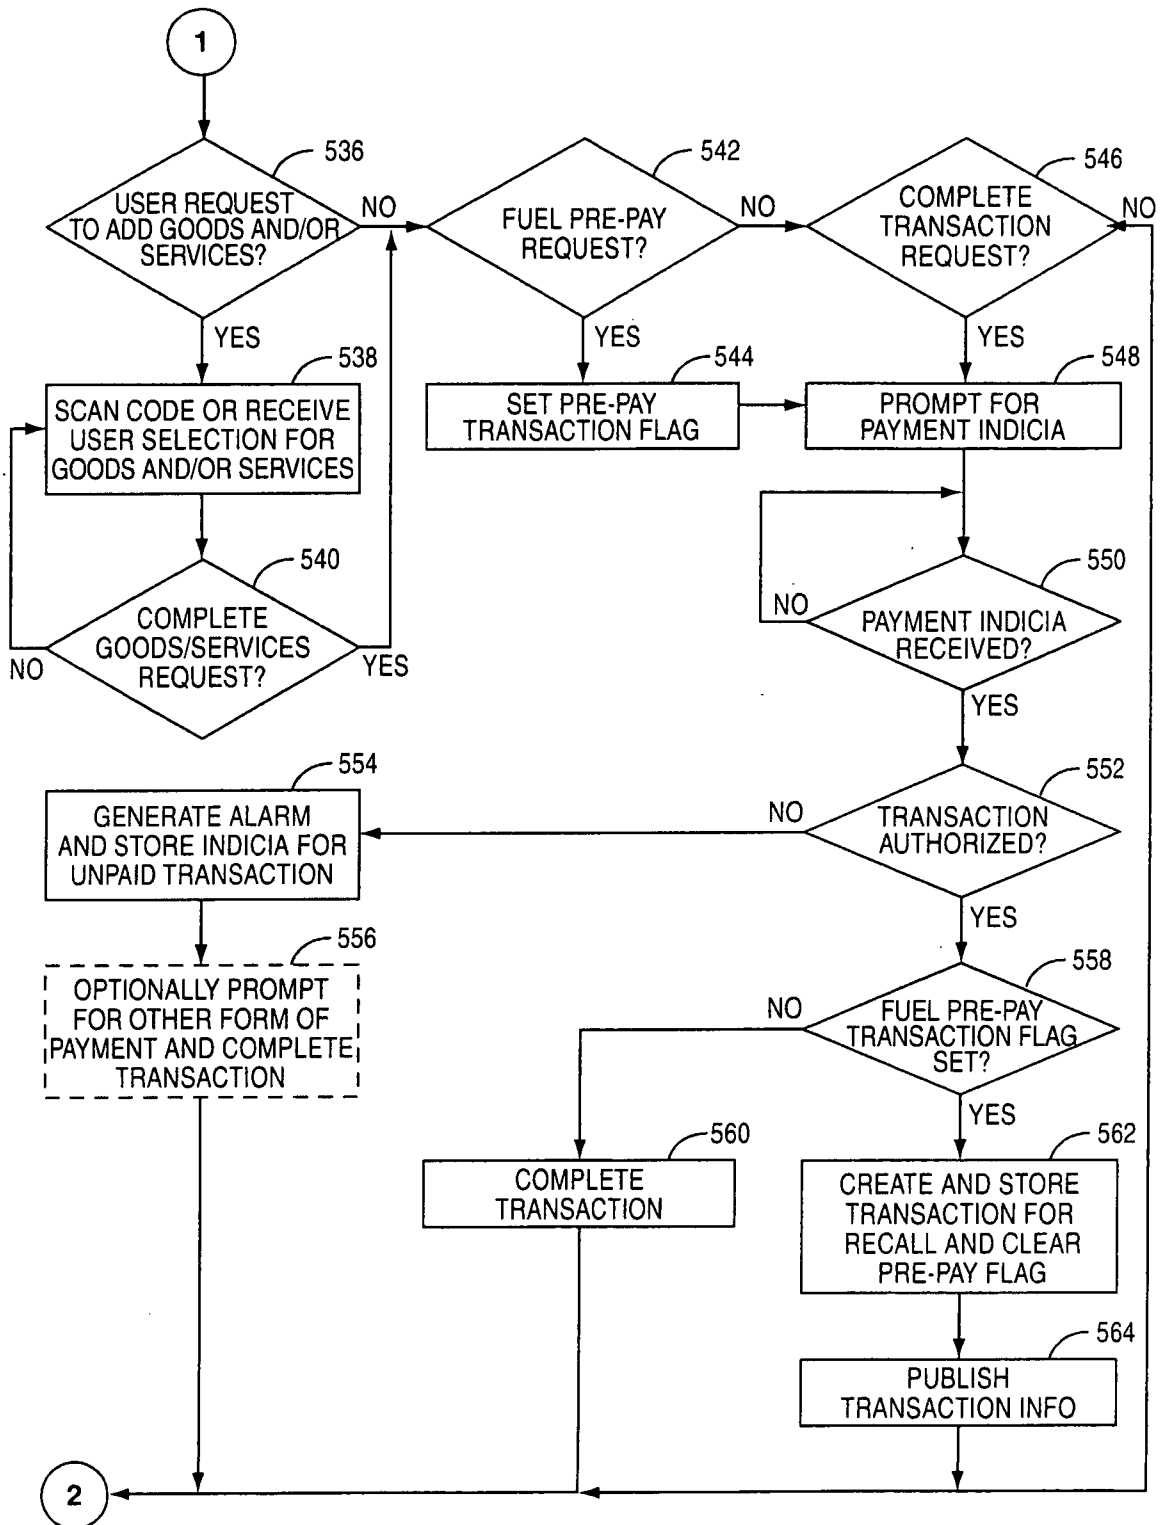 1
536
USER REQUEST
TO ADD GOODS AND/OR
SERVICES?
NO
YES
542
FUEL PRE-PAY
REQUEST?
NO
YES
546
COMPLETE
TRANSACTION
REQUEST?
NO
YES
538
SCAN CODE OR RECEIVE
USER SELECTION FOR
GOODS AND/OR SERVICES
544
SET PRE-PAY
TRANSACTION FLAG
548
PROMPT FOR
PAYMENT INDICIA
540
COMPLETE
GOODS/SERVICES
REQUEST?
NO
YES
550
PAYMENT INDICIA
RECEIVED?
NO
YES
554
GENERATE ALARM
AND STORE INDICIA FOR
UNPAID TRANSACTION
552
TRANSACTION
AUTHORIZED?
NO
YES
556
OPTIONALLY PROMPT
FOR OTHER FORM OF
PAYMENT AND COMPLETE
TRANSACTION
558
FUEL PRE-PAY
TRANSACTION FLAG
SET?
NO
YES
560
COMPLETE
TRANSACTION
562
CREATE AND STORE
TRANSACTION FOR
RECALL AND CLEAR
PRE-PAY FLAG
564
PUBLISH
TRANSACTION INFO
2